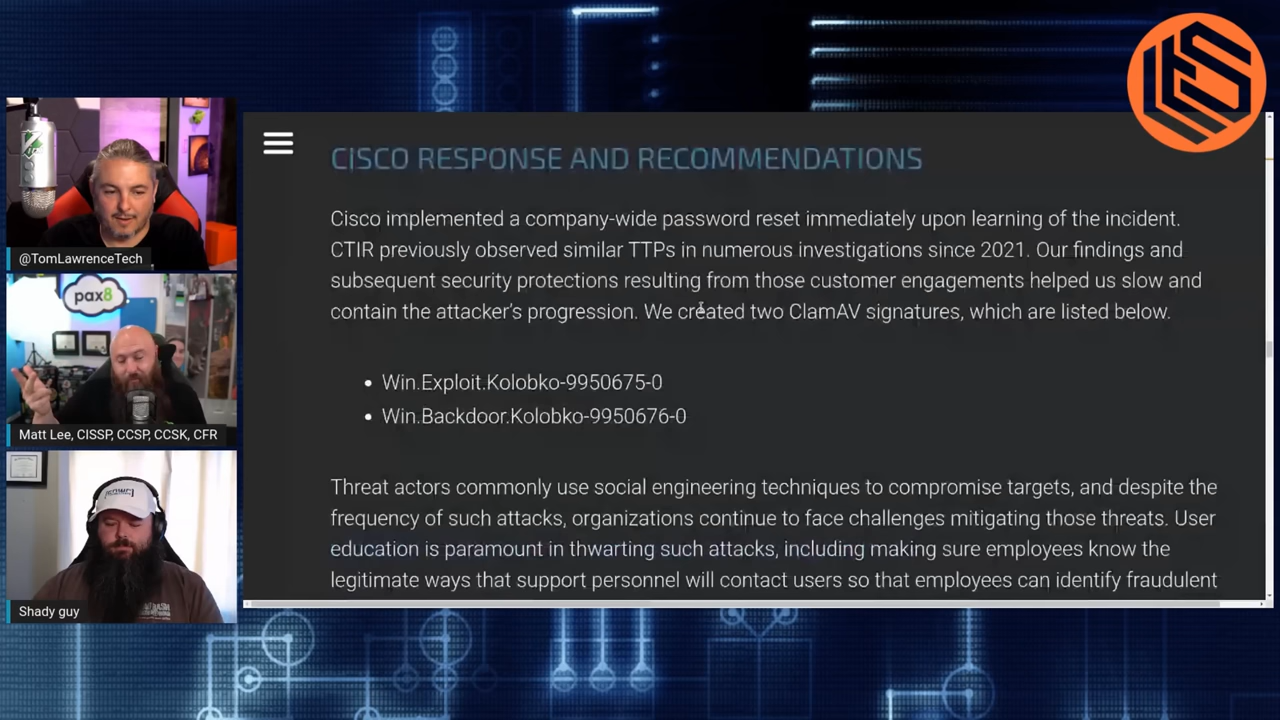 CISCO RESPONSE AND RECOMMENDATIONS
Cisco implemented a company-wide password reset immediately upon learning of the incident.
CTIR previously observed similar TTPs in numerous investigations since 2021. Our findings and
subsequent security protections resulting from those customer engagements helped us slow and
contain the attacker's progression. We created two ClamAV signatures, which are listed below.
• Win.Exploit.Kolobko-9950675-0
• Win.Backdoor.Kolobko-9950676-0
Threat actors commonly use social engineering techniques to compromise targets, and despite the
frequency of such attacks, organizations continue to face challenges mitigating those threats. User
education is paramount in thwarting such attacks, including making sure employees know the
legitimate ways that support personnel will contact users so that employees can identify fraudulent
@TomLawrenceTech
pax8
Matt Lee, CISSP, CCSP, CCSK, CFR
Shady guy